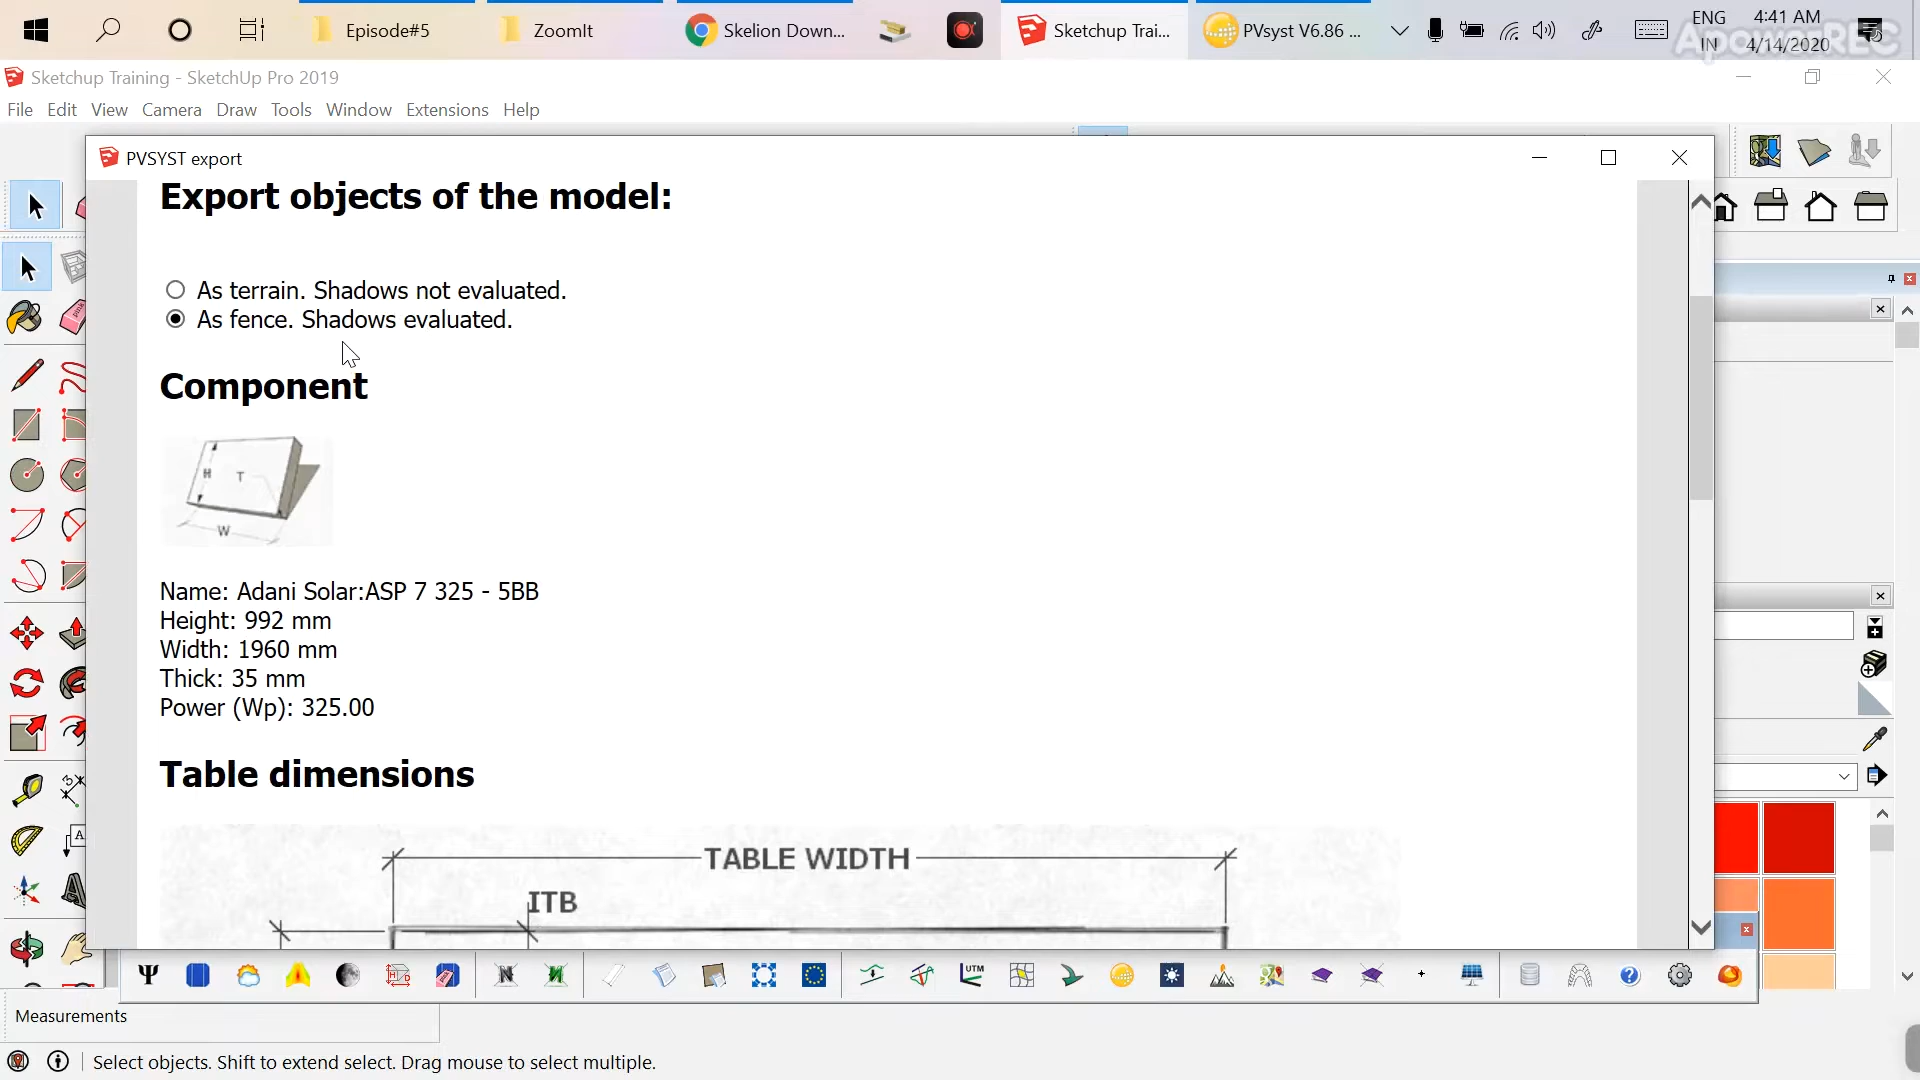 Episode#5
ZoomIt
Skelion Down...
Sketchup Trai...
PVsyst V6.86 ...
ENG
IN
4:41 AM
4/14/2020
ApowerREC
Sketchup Training - SketchUp Pro 2019
File Edit View Camera Draw Tools Window Extensions Help
PVSYST export
Export objects of the model:
As terrain. Shadows not evaluated.
As fence. Shadows evaluated.
Component
H
T
W
Name: Adani Solar:ASP 7 325 - 5BB
Height: 992 mm
Width: 1960 mm
Thick: 35 mm
Power (Wp): 325.00
Table dimensions
TABLE WIDTH
ITB
UTM
Measurements
Select objects. Shift to extend select. Drag mouse to select multiple.